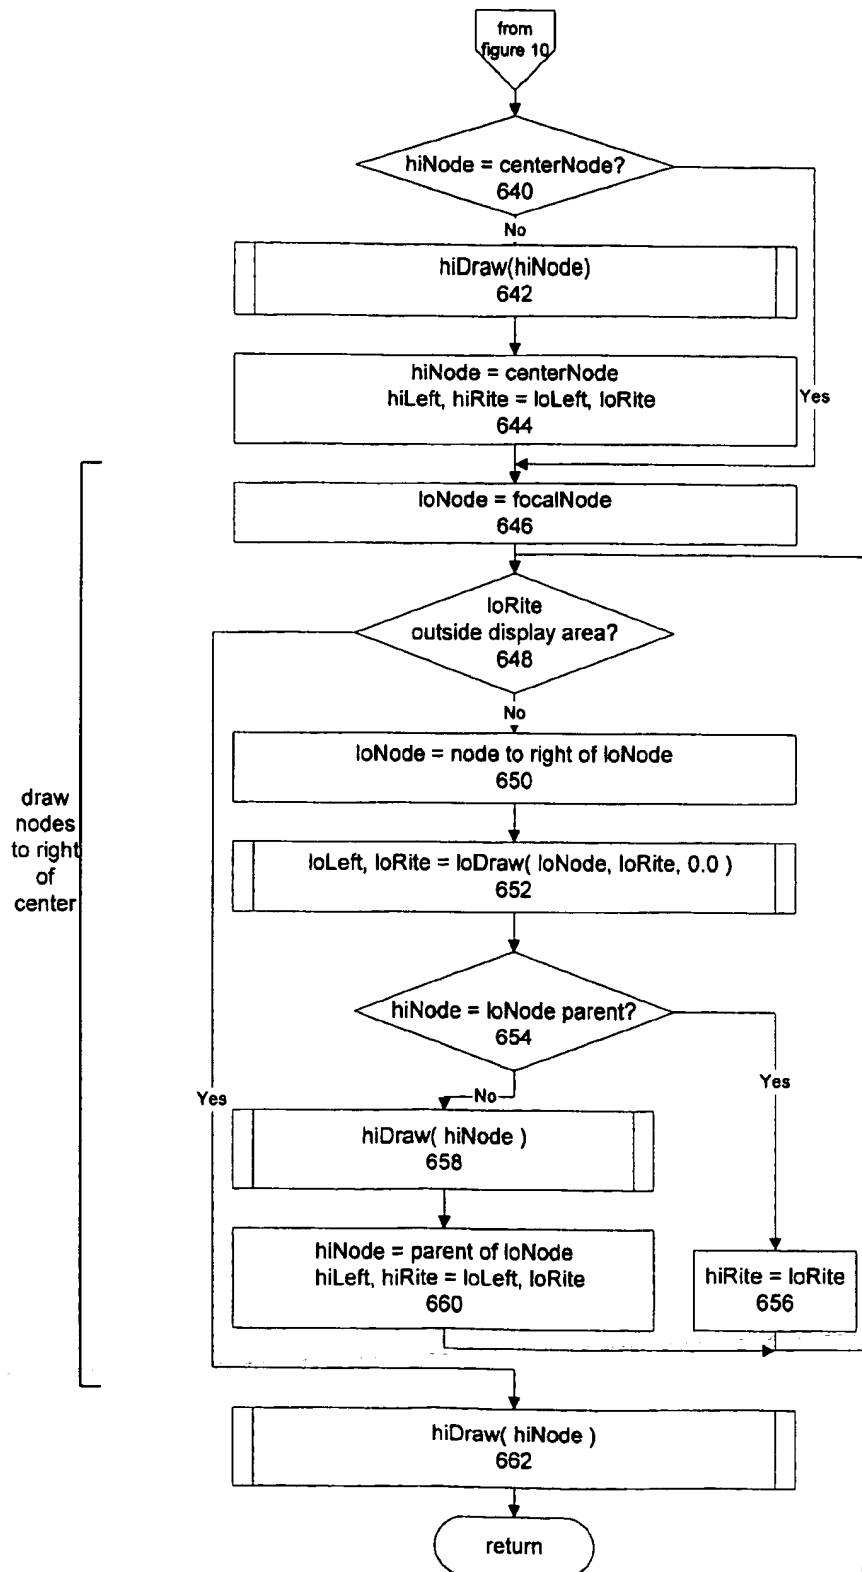 from
figure 10
hiNode = centerNode?
640
No
hiDraw(hiNode)
642
hiNode = centerNode
hiLeft, hiRite = loLeft, loRite
644
Yes
loNode = focalNode
646
loRite
outside display area?
648
No
loNode = node to right of loNode
650
draw
nodes
to right
of
center
loLeft, loRite = loDraw( loNode, loRite, 0.0 )
652
hiNode = loNode parent?
654
Yes
No
Yes
hiDraw( hiNode )
658
hiNode = parent of loNode
hiLeft, hiRite = loLeft, loRite
660
hiRite = loRite
656
hiDraw( hiNode )
662
return